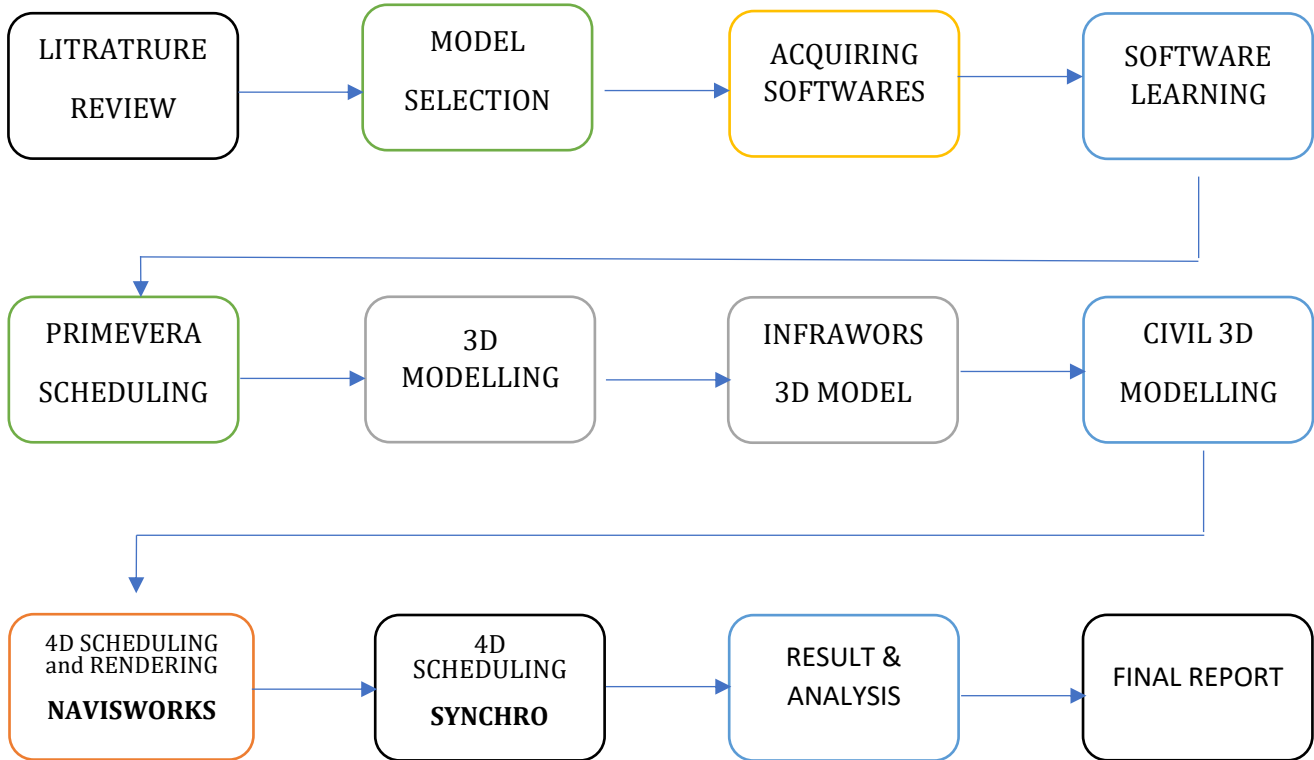 LITRATRURE
REVIEW
MODEL
SELECTION
ACQUIRING
SOFTWARES
SOFTWARE
LEARNING
PRIMEVERA
SCHEDULING
3D
MODELLING
INFRAWORS
3D MODEL
CIVIL 3D
MODELLING
4D SCHEDULING
and RENDERING
NAVISWORKS
4D
SCHEDULING
SYNCHRO
RESULT &
ANALYSIS
FINAL REPORT